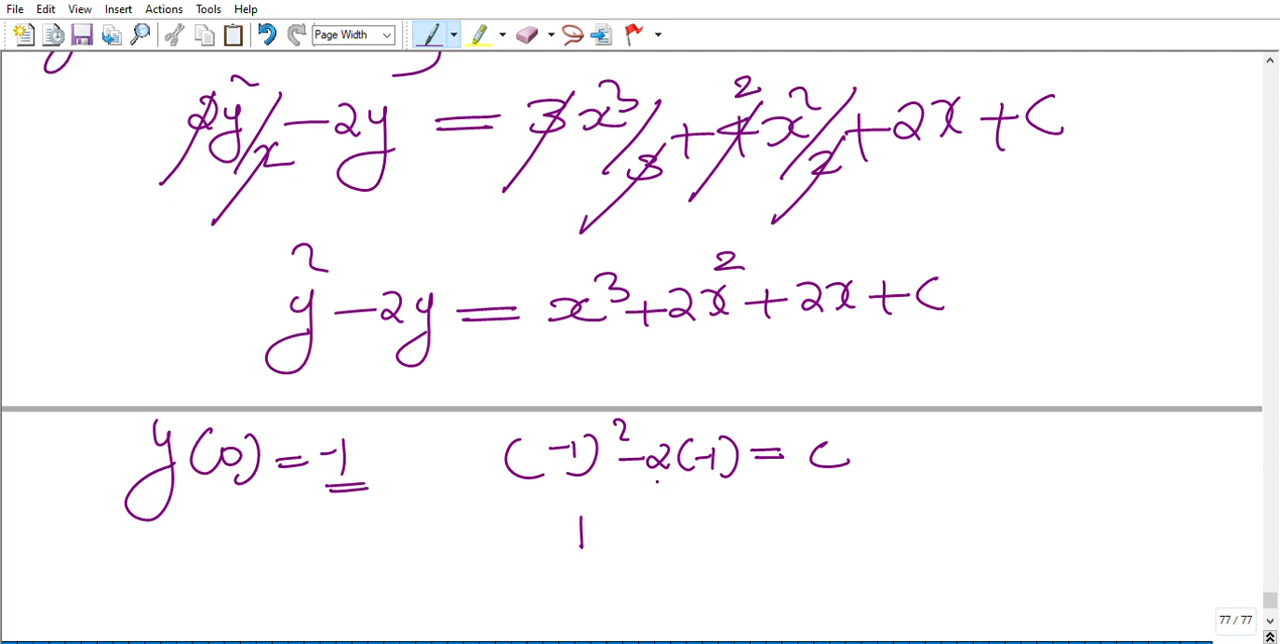 File Edit View Insert Actions Tools Help
Page Width
2y²/2 - 2y = 3x³/3 + 4x²/2 + 2x + C
y² - 2y = x³ + 2x² + 2x + C
y(0) = -1 (-1)² - 2(-1) = C
1
77 / 77